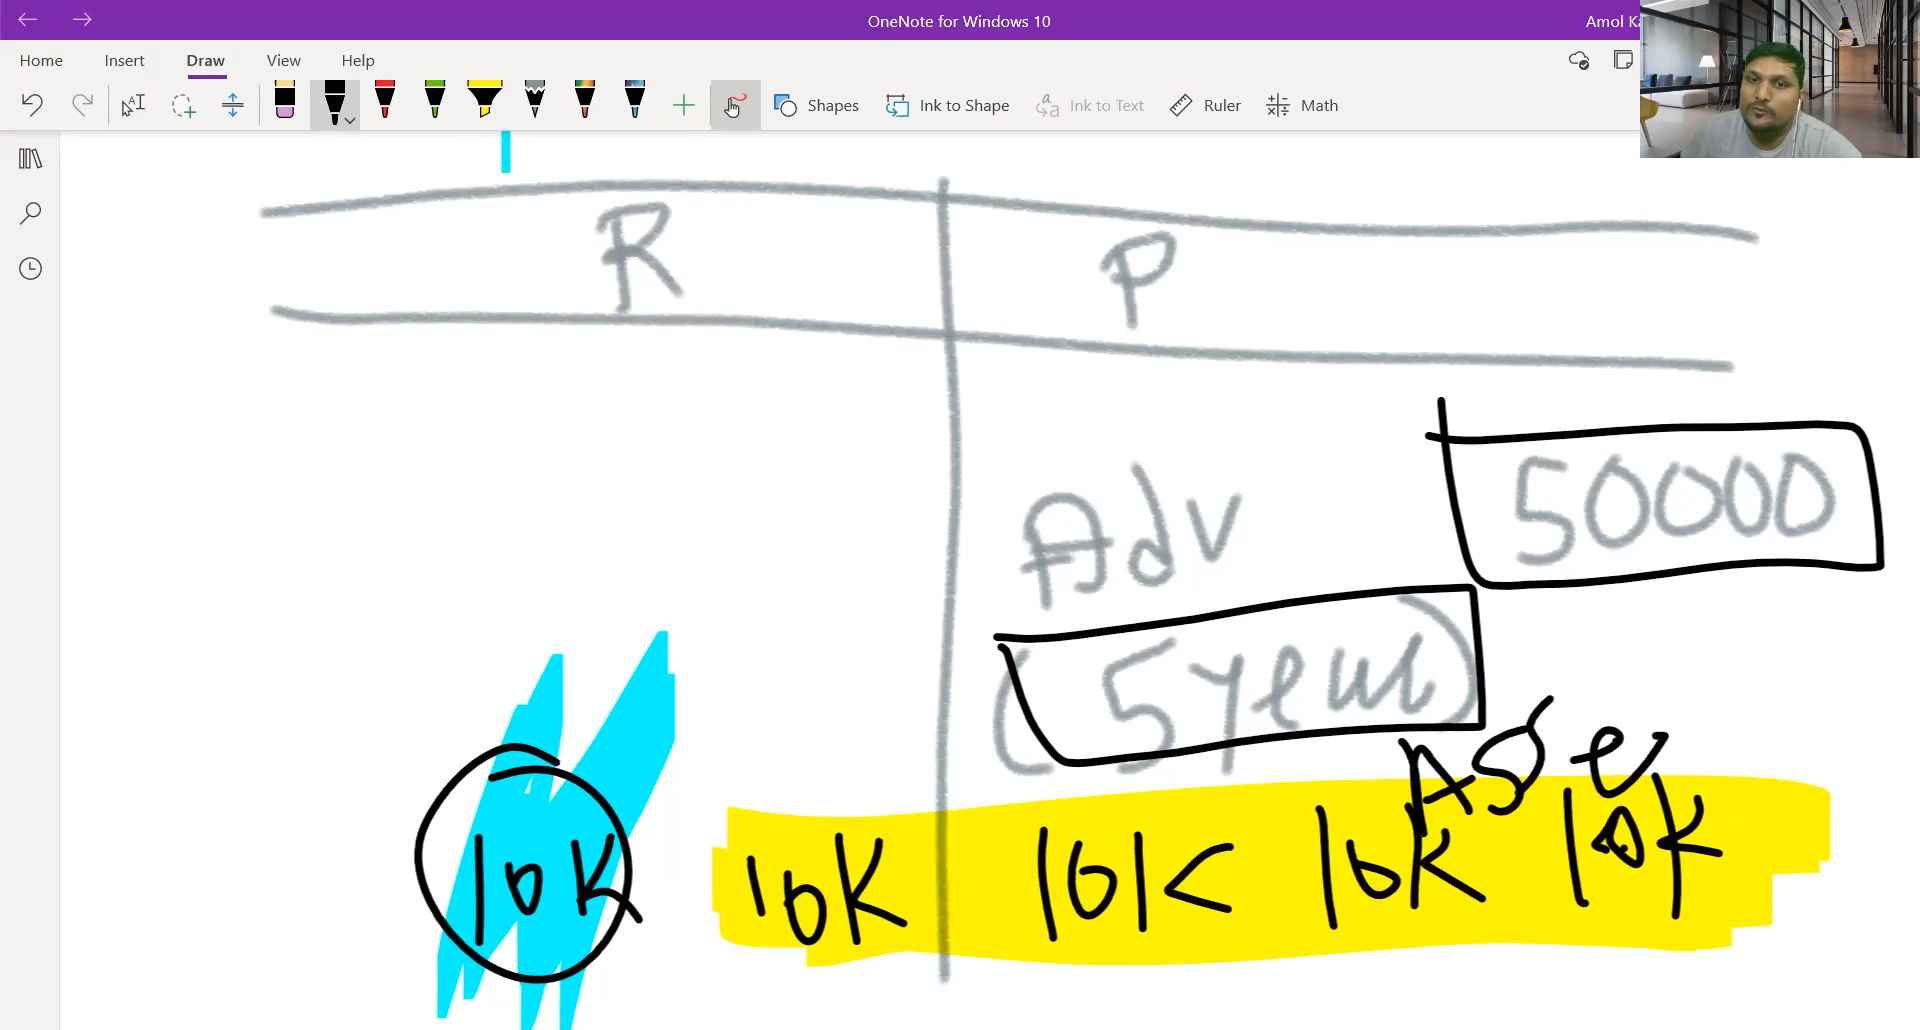 OneNote for Windows 10
Amol Ka
Home Insert Draw View Help
Shapes Ink to Shape Ink to Text Ruler Math
R P
Adv 50000
(5 year)
10K 10K 10K 10K 10K